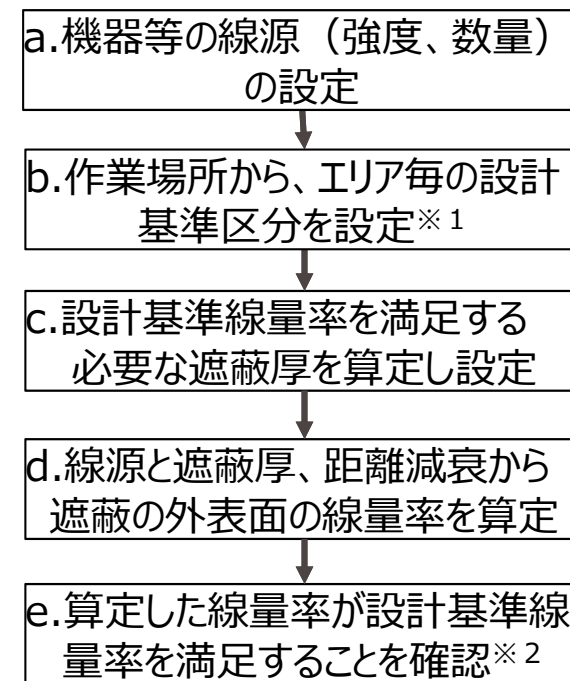 a.機器等の線源（強度、数量）
の設定
b.作業場所から、エリア毎の設計
基準区分を設定※1
c.設計基準線量率を満足する
必要な遮蔽厚を算定し設定
d.線源と遮蔽厚、距離減衰から
遮蔽の外表面の線量率を算定
e.算定した線量率が設計基準線
量率を満足することを確認※2